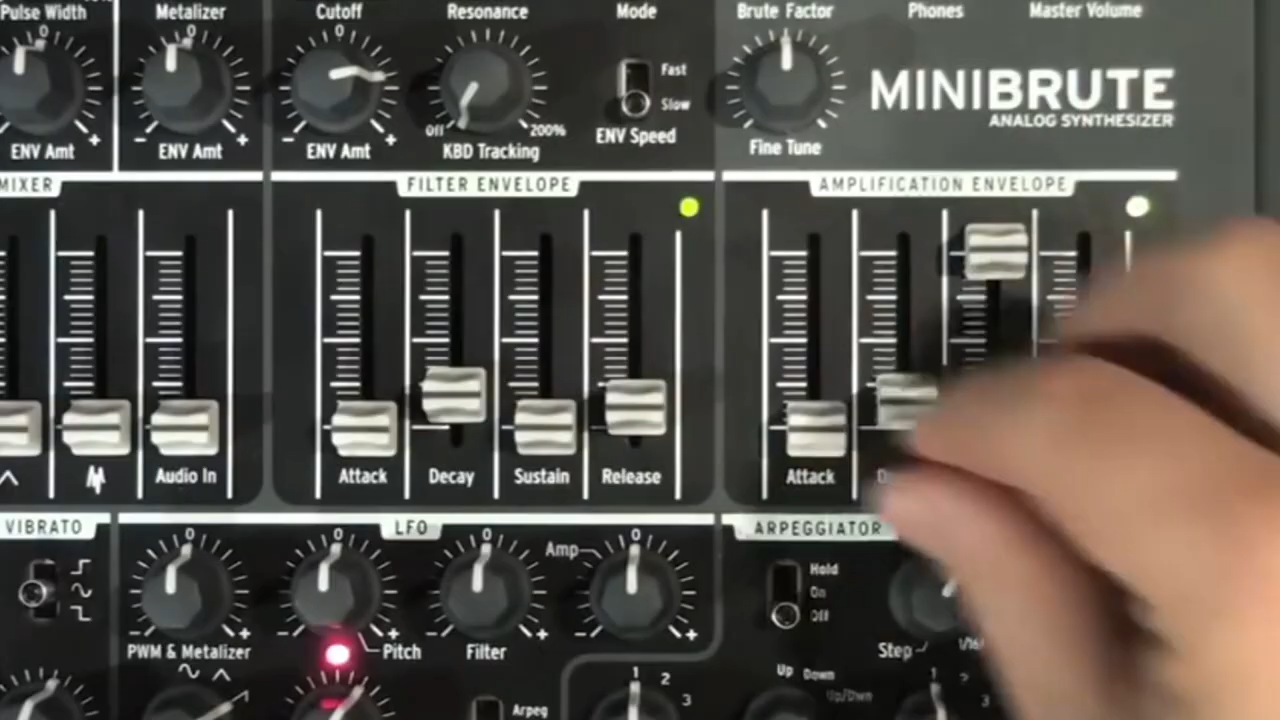 Pulse Width
Metalizer
Cutoff
Resonance
Mode
Brute Factor
Phones
Master Volume
0
0
0
Fast
Slow
MINIBRUTE
ANALOG SYNTHESIZER
- +
- +
- +
Off 200%
ENV Amt
ENV Amt
ENV Amt
KBD Tracking
ENV Speed
Fine Tune
MIXER
FILTER ENVELOPE
AMPLIFICATION ENVELOPE
Audio In
Attack
Decay
Sustain
Release
Attack
VIBRATO
LFO
ARPEGGIATOR
0
0
0
0
Amp
Hold
On
Off
- +
- +
- +
- +
PWM & Metalizer
Pitch
Filter
Step
1/16
Up
Down
Up/Dwn
1
2
3
1
3
Arpeg